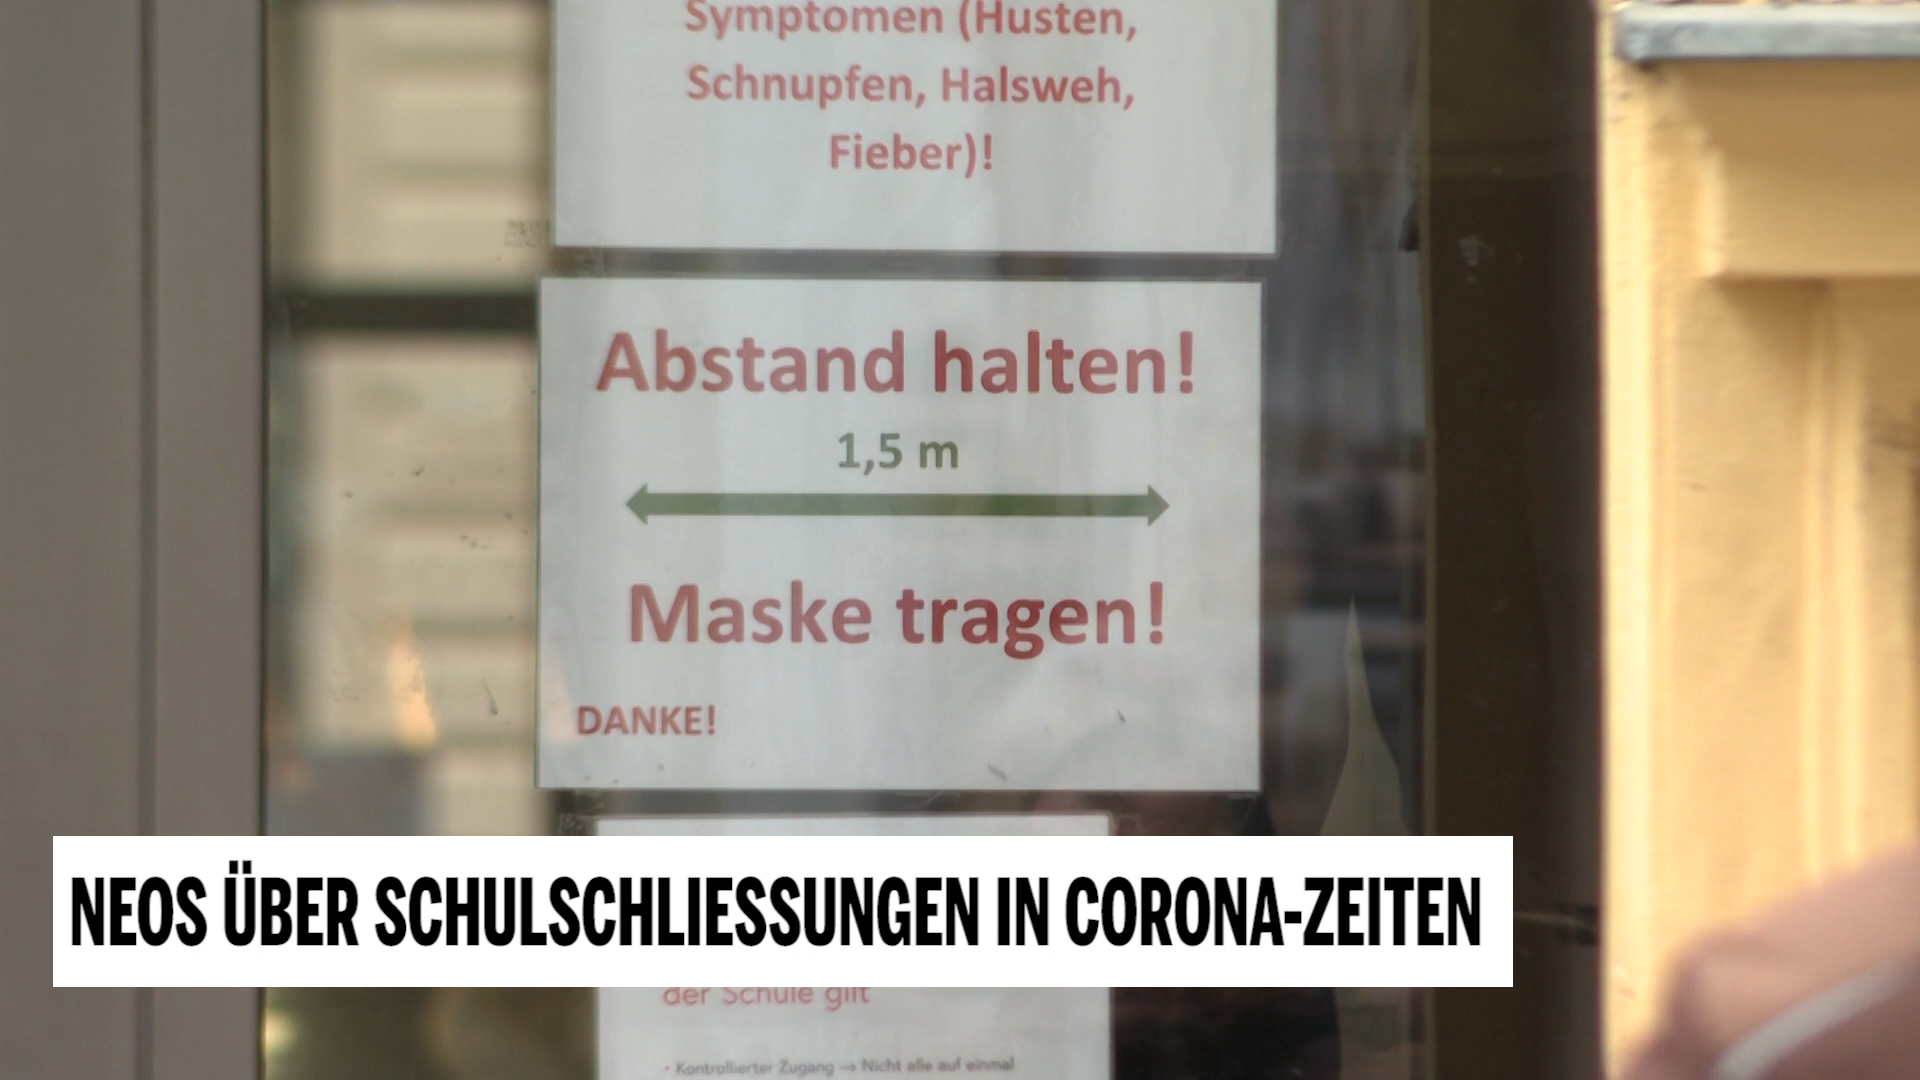 Symptomen (Husten,
Schnupfen, Halsweh,
Fieber)!
Abstand halten!
1,5 m
Maske tragen!
DANKE!
NEOS ÜBER SCHULSCHLIESSUNGEN IN CORONA-ZEITEN
der Schule gilt
• Kontrollierter Zugang → Nicht alle auf einmal